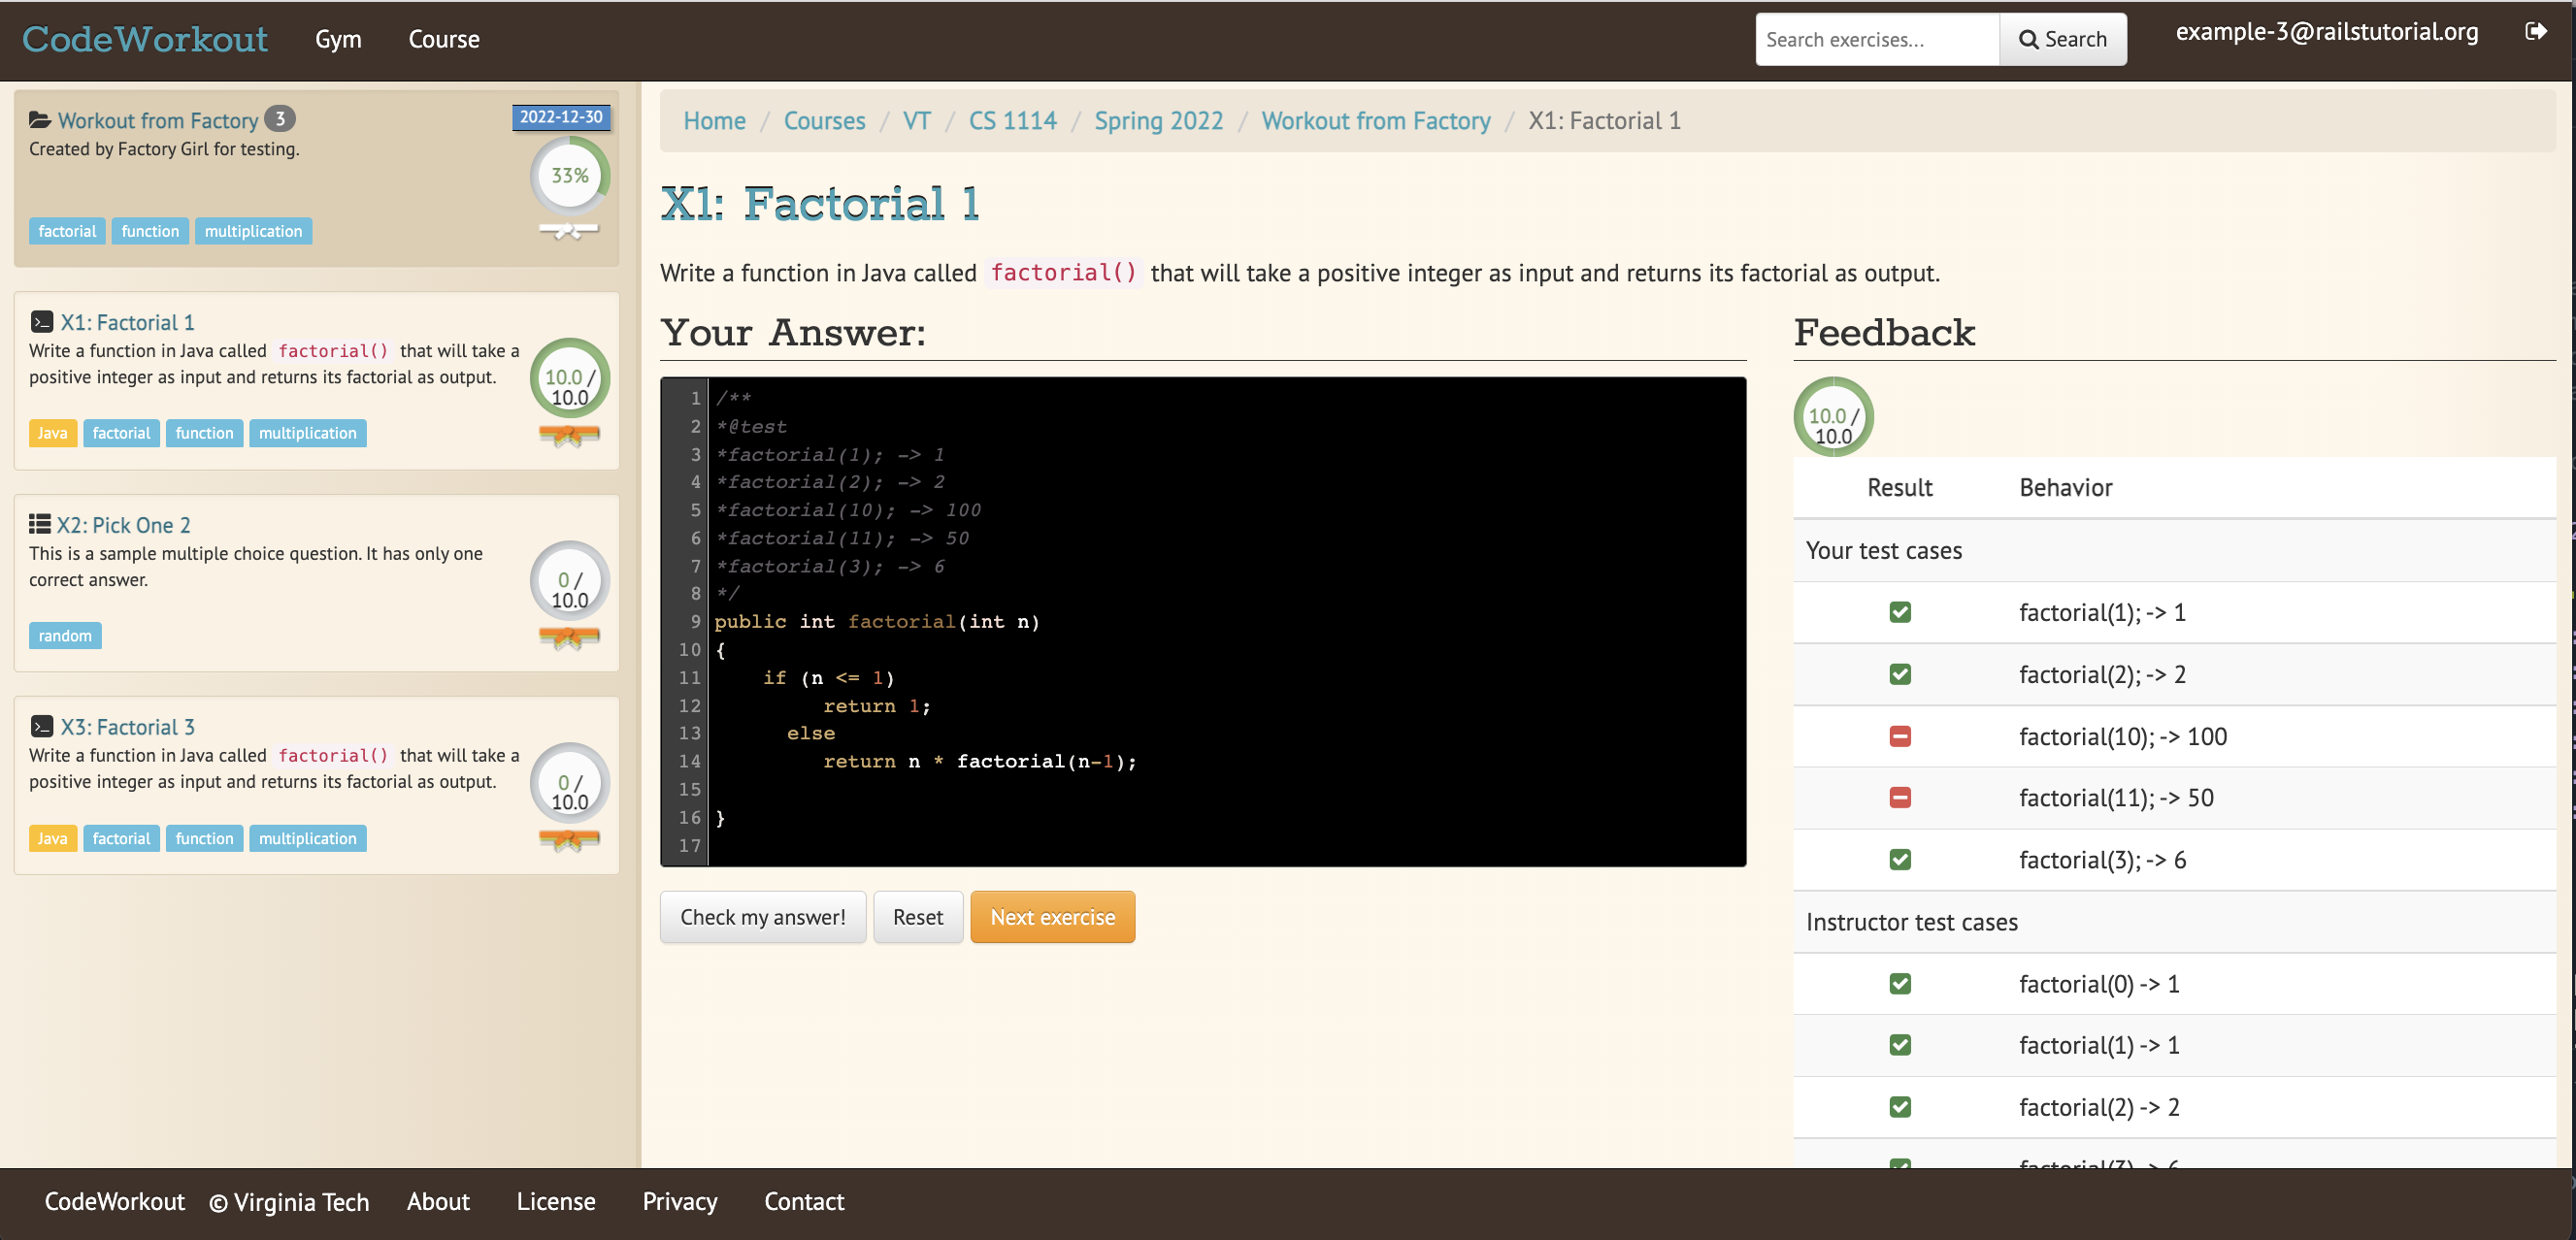 CodeWorkout Gym Course Search exercises... Search example-3@railstutorial.org
Workout from Factory 3 2022-12-30
Created by Factory Girl for testing.
33%
factorial function multiplication
X1: Factorial 1
Write a function in Java called factorial() that will take a
positive integer as input and returns its factorial as output.
10.0 /
10.0
Java factorial function multiplication
X2: Pick One 2
This is a sample multiple choice question. It has only one
correct answer.
0 /
10.0
random
X3: Factorial 3
Write a function in Java called factorial() that will take a
positive integer as input and returns its factorial as output.
0 /
10.0
Java factorial function multiplication
Home / Courses / VT / CS 1114 / Spring 2022 / Workout from Factory / X1: Factorial 1
X1: Factorial 1
Write a function in Java called factorial() that will take a positive integer as input and returns its factorial as output.
Your Answer:
1 /**
2 *@test
3 *factorial(1); -> 1
4 *factorial(2); -> 2
5 *factorial(10); -> 100
6 *factorial(11); -> 50
7 *factorial(3); -> 6
8 */
9 public int factorial(int n)
10 {
11 if (n <= 1)
12 return 1;
13 else
14 return n * factorial(n-1);
15
16 }
17
Check my answer! Reset Next exercise
Feedback
10.0 /
10.0
Result Behavior
Your test cases
factorial(1); -> 1
factorial(2); -> 2
factorial(10); -> 100
factorial(11); -> 50
factorial(3); -> 6
Instructor test cases
factorial(0) -> 1
factorial(1) -> 1
factorial(2) -> 2
factorial(3) -> 6
CodeWorkout © Virginia Tech About License Privacy Contact